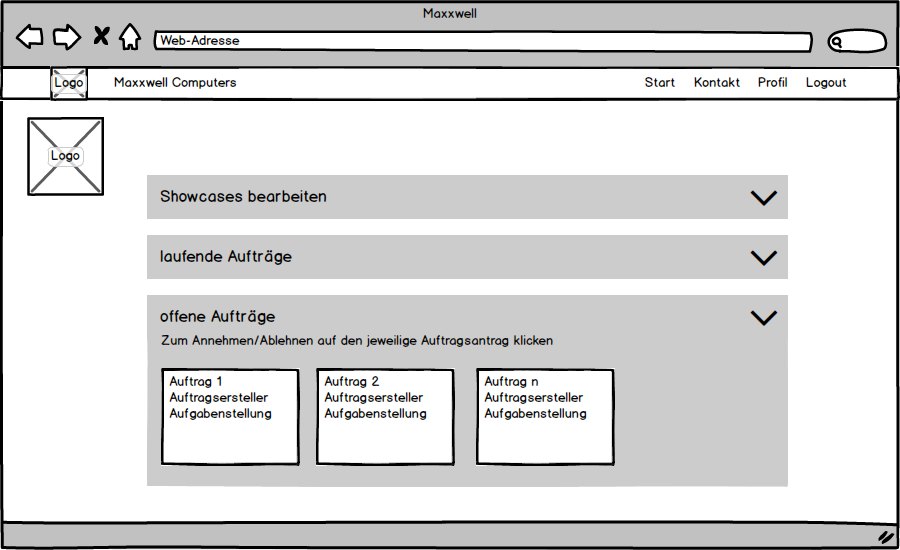 Maxxwell
Web-Adresse
Logo Maxxwell Computers Start Kontakt Profil Logout
Logo
Showcases bearbeiten
laufende Aufträge
offene Aufträge
Zum Annehmen/Ablehnen auf den jeweilige Auftragsantrag klicken
Auftrag 1
Auftragsersteller
Aufgabenstellung
Auftrag 2
Auftragsersteller
Aufgabenstellung
Auftrag n
Auftragsersteller
Aufgabenstellung